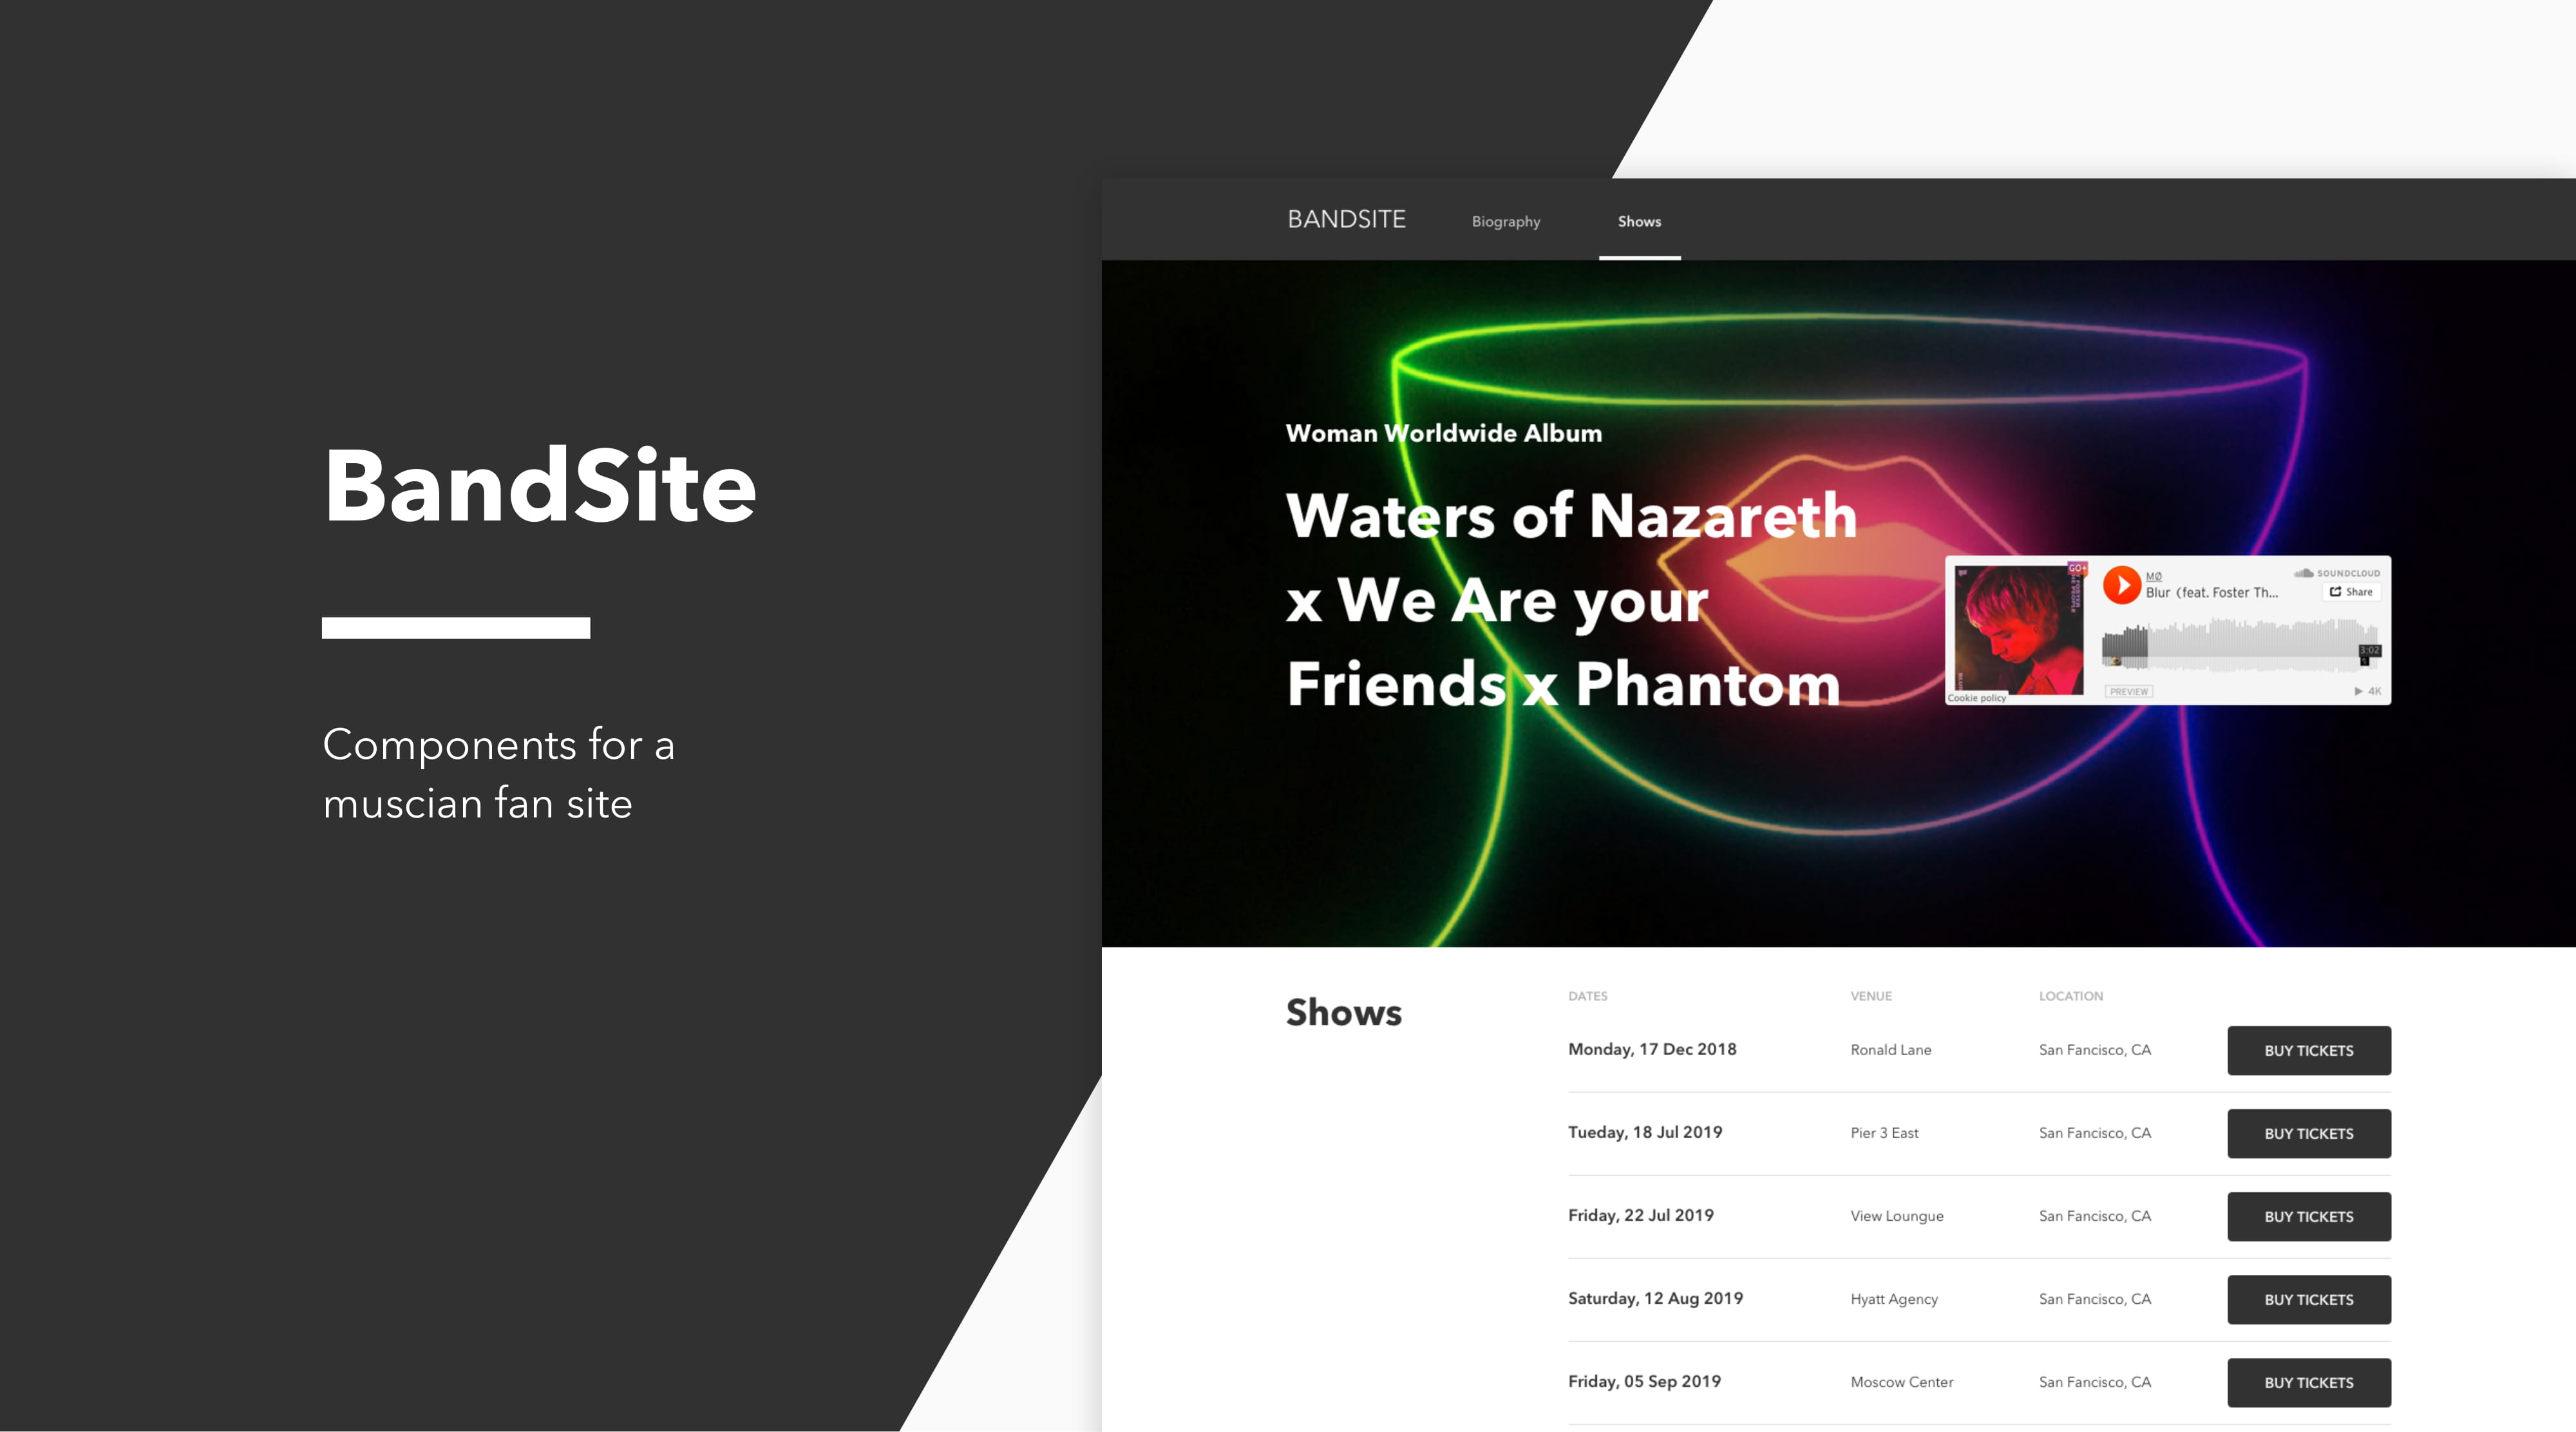 BandSite
Components for a
muscian fan site
BANDSITE
Biography
Shows
Woman Worldwide Album
Waters of Nazareth
x We Are your
Friends x Phantom
GO+
MØ
Blur (feat. Foster Th...
SOUNDCLOUD
Share
3:02
PREVIEW
4K
Cookie policy
Shows
DATES VENUE LOCATION
Monday, 17 Dec 2018 Ronald Lane San Fancisco, CA BUY TICKETS
Tueday, 18 Jul 2019 Pier 3 East San Fancisco, CA BUY TICKETS
Friday, 22 Jul 2019 View Loungue San Fancisco, CA BUY TICKETS
Saturday, 12 Aug 2019 Hyatt Agency San Fancisco, CA BUY TICKETS
Friday, 05 Sep 2019 Moscow Center San Fancisco, CA BUY TICKETS